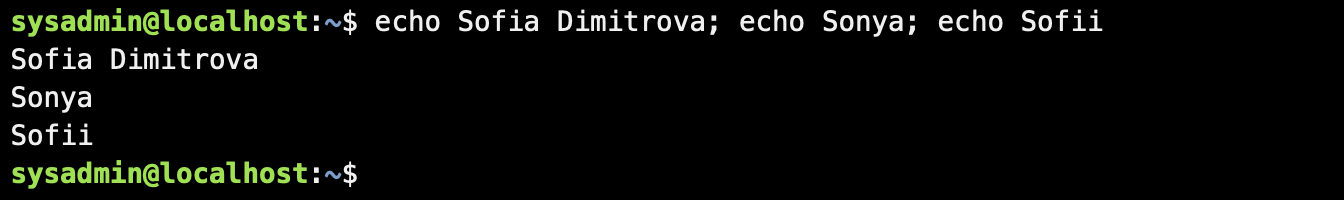 sysadmin@localhost:~$ echo Sofia Dimitrova; echo Sonya; echo Sofii
Sofia Dimitrova
Sonya
Sofii
sysadmin@localhost:~$